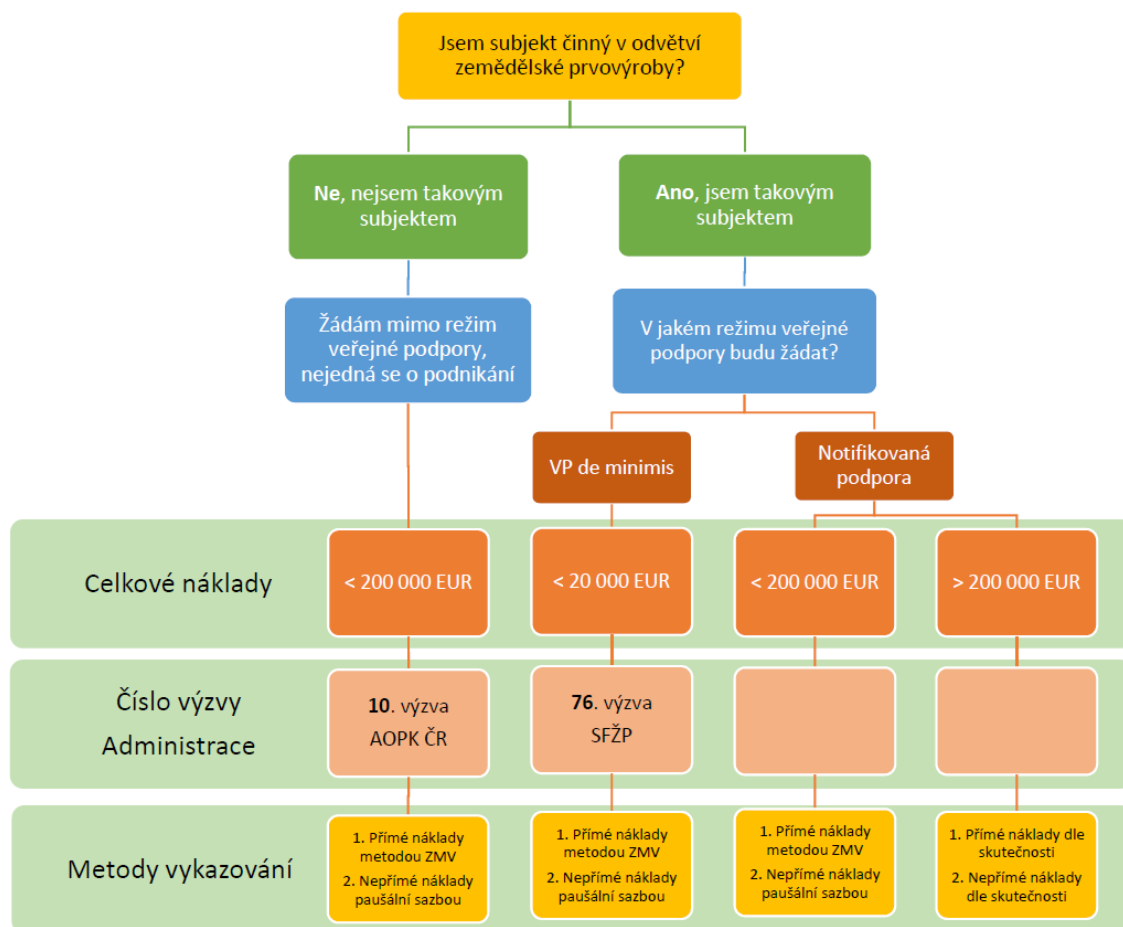 Jsem subjekt činný v odvětví
zemědělské prvovýroby?
Ne, nejsem takovým
subjektem
Ano, jsem takovým
subjektem
Žádám mimo režim
veřejné podpory,
nejedná se o podnikání
V jakém režimu veřejné
podpory budu žádat?
VP de minimis
Notifikovaná
podpora
Celkové náklady
< 200 000 EUR
< 20 000 EUR
< 200 000 EUR
> 200 000 EUR
Číslo výzvy
Administrace
10. výzva
AOPK ČR
76. výzva
SFŽP
Metody vykazování
1. Přímé náklady
metodou ZMV
2. Nepřímé náklady
paušální sazbou
1. Přímé náklady
metodou ZMV
2. Nepřímé náklady
paušální sazbou
1. Přímé náklady
metodou ZMV
2. Nepřímé náklady
paušální sazbou
1. Přímé náklady dle
skutečnosti
2. Nepřímé náklady
dle skutečnosti